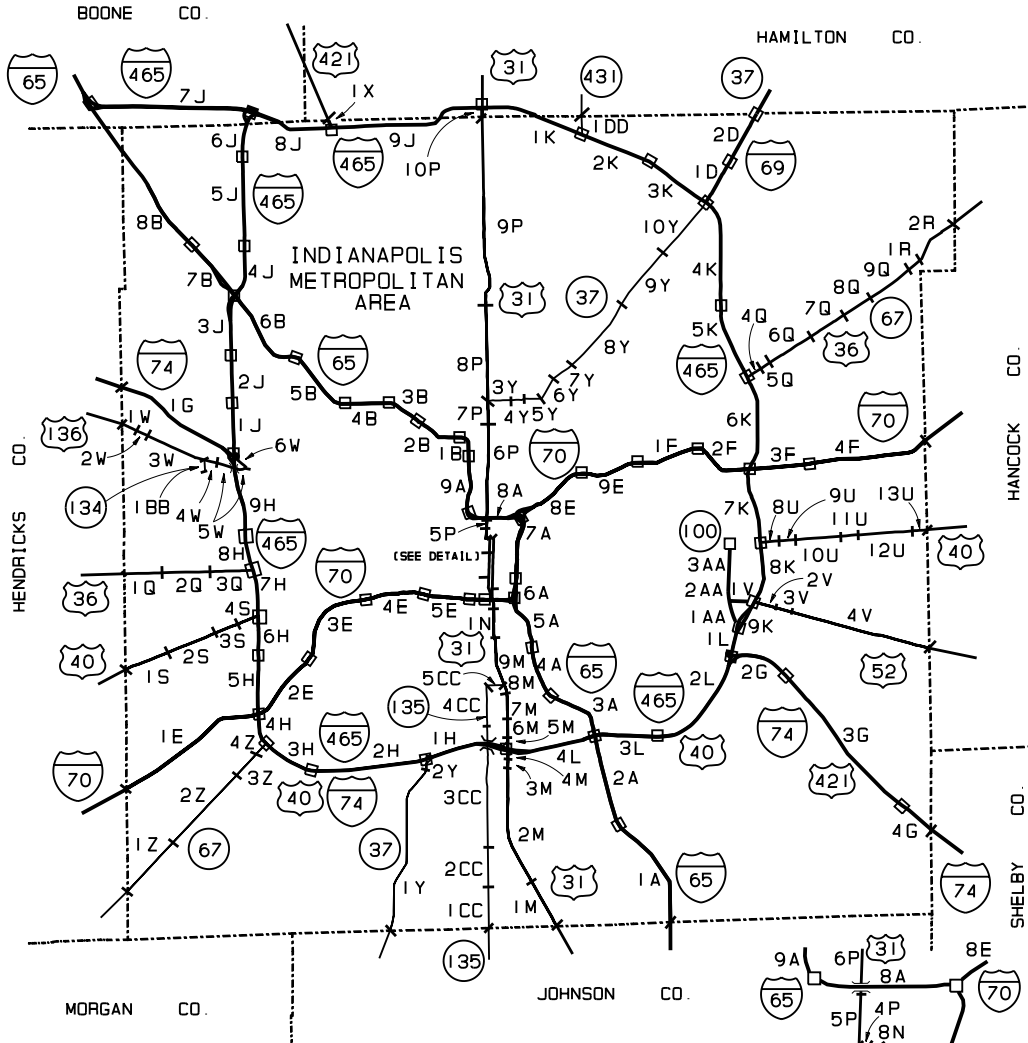 BOONE CO.
HAMILTON CO.
65
465
7J
421
1X
31
431
37
6J
8J
465
9J
10P
1K
1DD
2D
2K
1D
69
3K
5J
465
10Y
2R
8B
9P
1R
INDIANAPOLIS
METROPOLITAN
AREA
4J
7B
4K
9Q
8Q
37
9Y
7Q
67
31
3J
6B
5K
4Q
6Q
36
65
8Y
465
5Q
74
8P
2J
5B
3Y
7Y
6Y
1G
3B
4Y
5Y
4B
7P
6K
70
136
1W
1J
2B
6W
1B
6P
70
1F
2F
4F
2W
3W
3F
HANCOCK CO.
134
1BB
4W
5W
9H
9A
8A
9E
8E
7K
8U
9U
13U
5P
7A
100
11U
8H
465
(SEE DETAIL)
10U
12U
40
HENDRICKS CO.
3AA
8K
36
1Q
2Q
3Q
7H
70
2AA
1V
2V
3V
4E
5E
6A
4S
1N
1AA
4V
3S
3E
5A
9K
6H
31
1L
40
2S
9M
4A
65
52
1S
5H
5CC
8M
2L
2G
2E
135
4CC
7M
3A
465
74
1E
4H
465
6M
5M
3G
4Z
3H
2H
1H
4L
3L
40
70
3Z
2Y
4M
2A
421
2Z
40
74
3CC
3M
1Z
67
37
2M
4G
2CC
31
1A
65
74
1Y
1CC
1M
SHELBY CO.
135
9A
6P
31
8E
8A
65
70
JOHNSON CO.
MORGAN CO.
5P
4P
8N